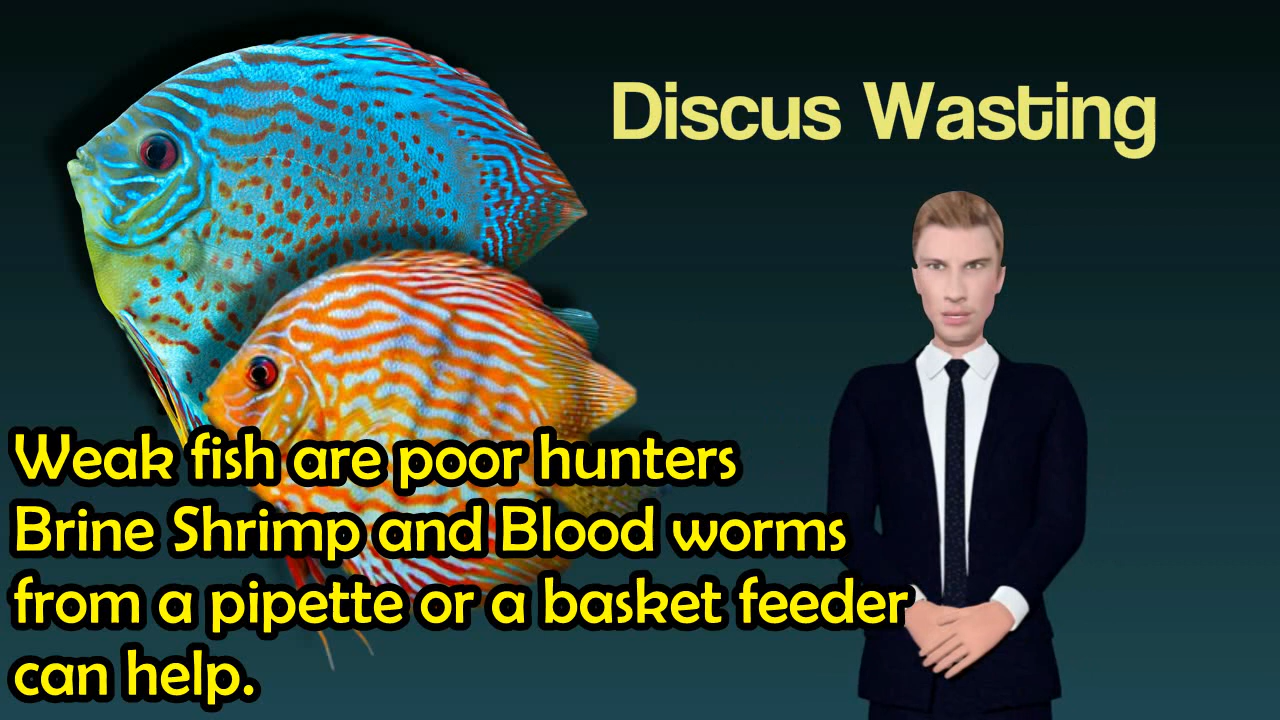 Discus Wasting
Weak fish are poor hunters
Brine Shrimp and Blood worms
from a pipette or a basket feeder
can help.